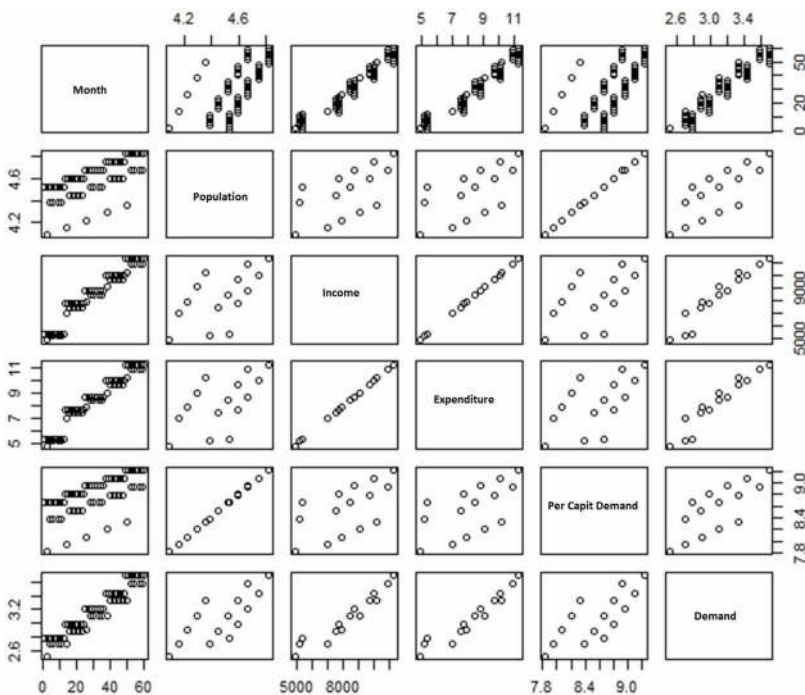 4.2 4.6 5 7 9 11 2.6 3.0 3.4
Month
0 20 50
4.2 4.6
Population
Income
5000 9000
5 7 9 11
Expenditure
Per Capit Demand
7.8 8.4 9.0
2.6 3.2
Demand
0 20 40 60 5000 8000 7.8 8.4 9.0